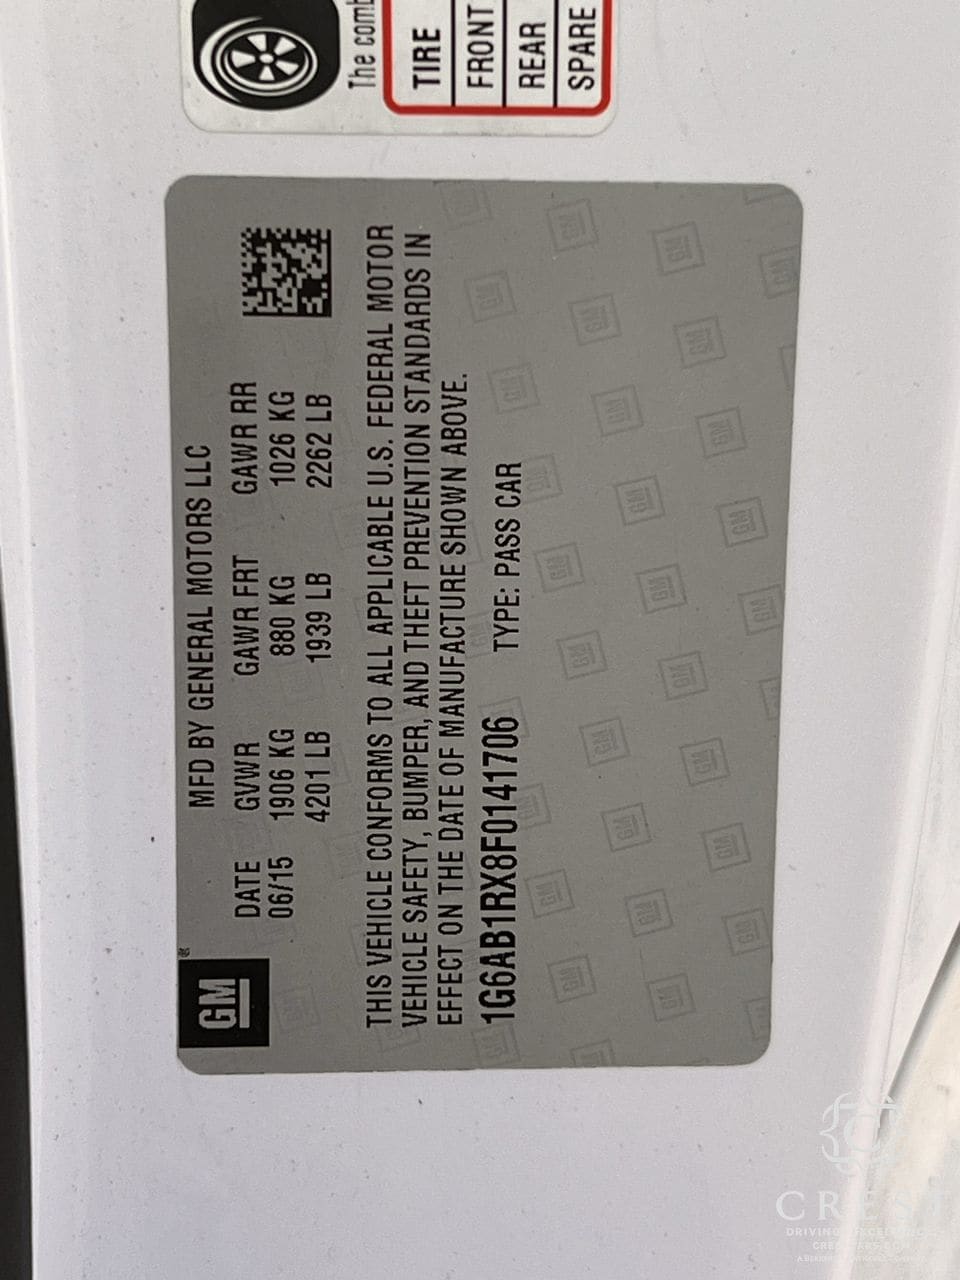 The comb
TIRE
FRONT
REAR
SPARE
GM
MFD BY GENERAL MOTORS LLC
DATE GVWR GAWR FRT GAWR RR
06/15 1906 KG 880 KG 1026 KG
4201 LB 1939 LB 2262 LB
THIS VEHICLE CONFORMS TO ALL APPLICABLE U.S. FEDERAL MOTOR
VEHICLE SAFETY, BUMPER, AND THEFT PREVENTION STANDARDS IN
EFFECT ON THE DATE OF MANUFACTURE SHOWN ABOVE.
1G6AB1RX8F0141706 TYPE: PASS CAR
CREST
DRIVING EXCELLENCE